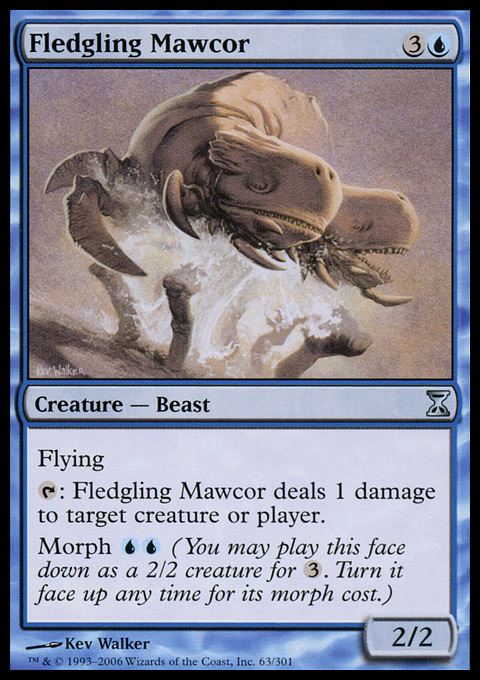 Fledgling Mawcor 3
Kev Walker
Creature — Beast
Flying
: Fledgling Mawcor deals 1 damage
to target creature or player.
Morph (You may play this face
down as a 2/2 creature for 3. Turn it
face up any time for its morph cost.)
Kev Walker
2/2
™ & © 1993–2006 Wizards of the Coast, Inc. 63/301